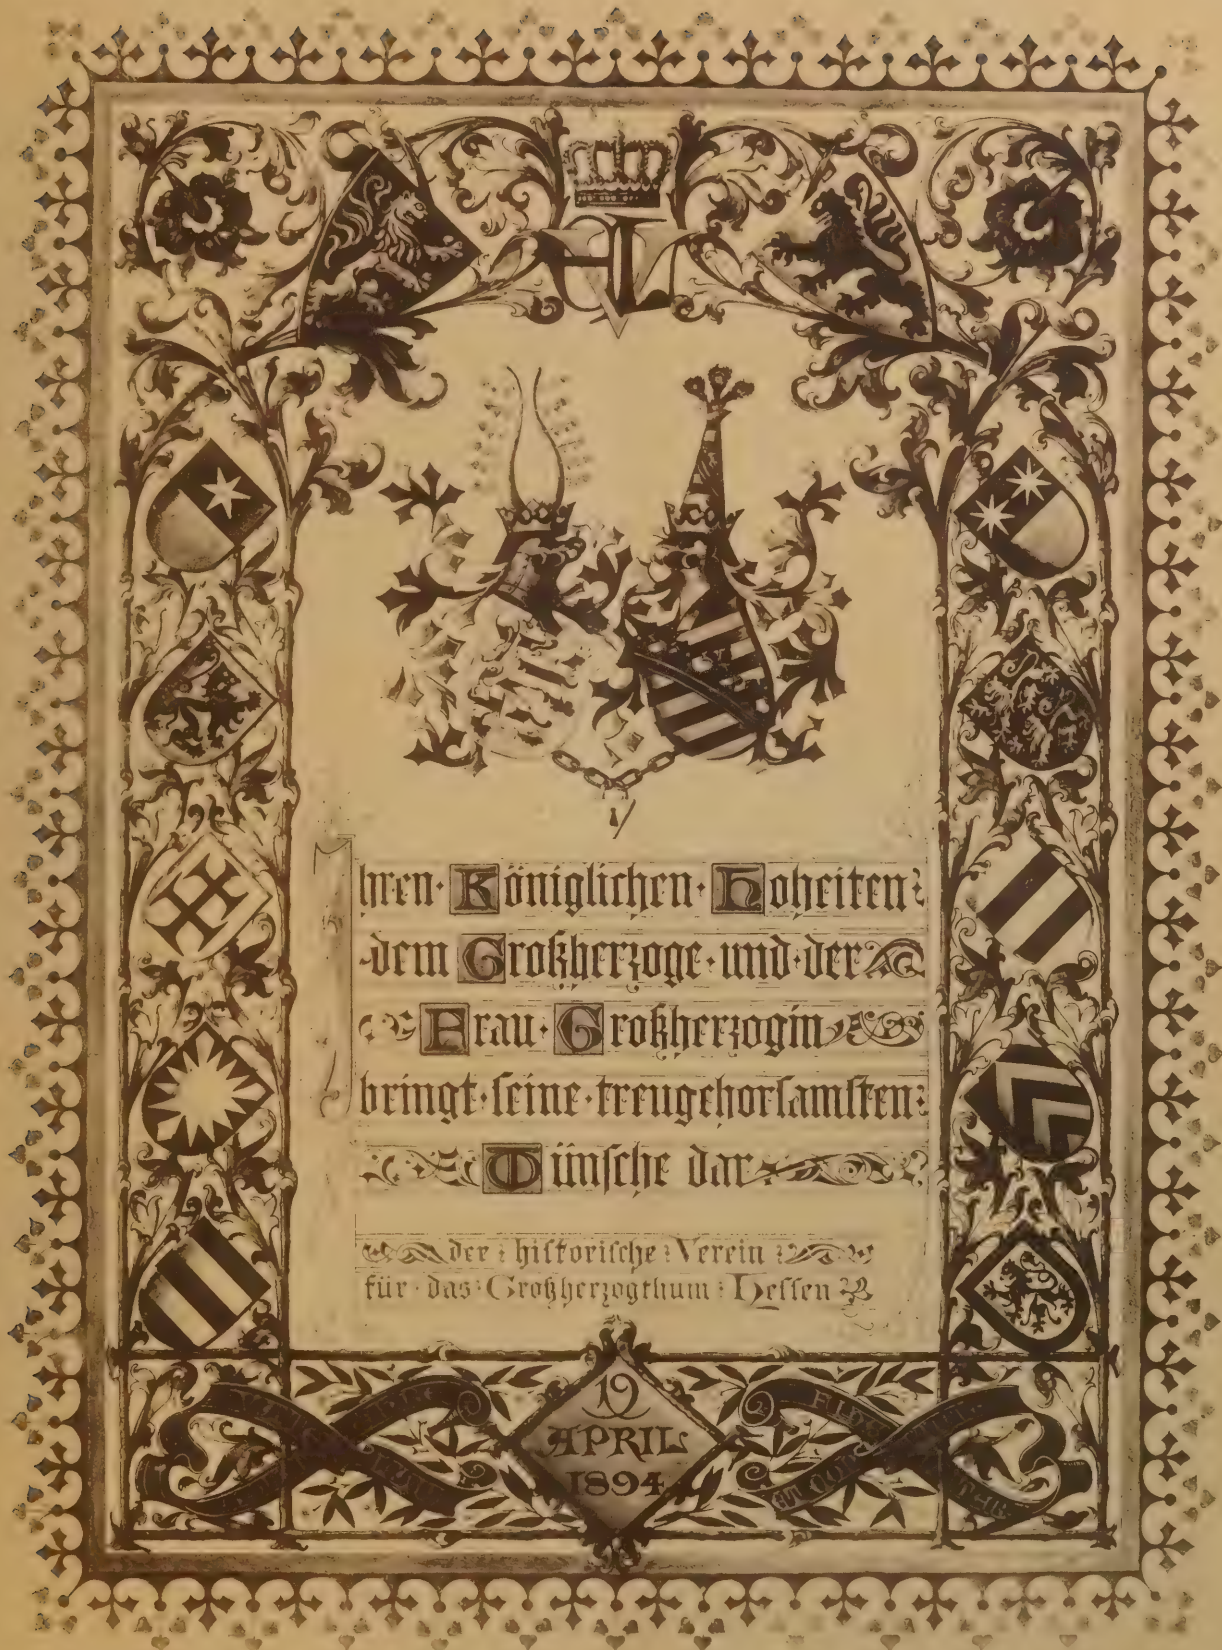 Ihren · Königlichen · Hoheiten
dem Großherzoge · und · der
Frau · Großherzogin
bringt · seine · treugehorsamsten
Wünsche dar
der historische Verein
für · das · Großherzogthum : Hessen
19
APRIL
1894